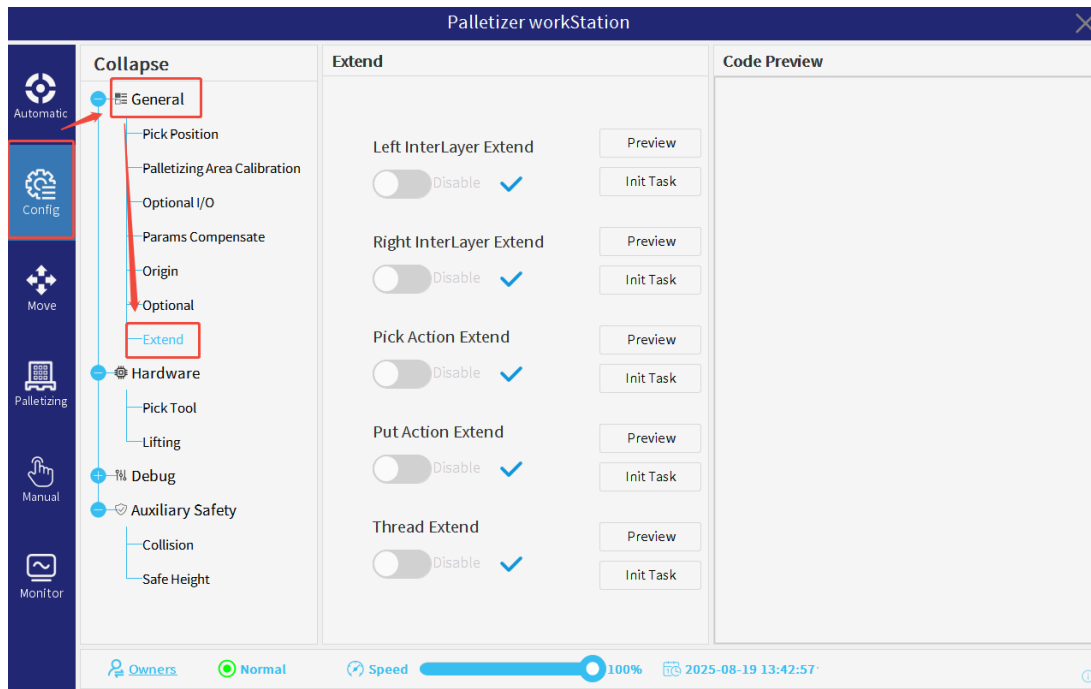 Palletizer workStation
Automatic
Config
Move
Palletizing
Manual
Monitor
Collapse
General
Pick Position
Palletizing Area Calibration
Optional I/O
Params Compensate
Origin
Optional
Extend
Hardware
Pick Tool
Lifting
Debug
Auxiliary Safety
Collision
Safe Height
Extend
Left InterLayer Extend
Preview
Disable
Init Task
Right InterLayer Extend
Preview
Disable
Init Task
Pick Action Extend
Preview
Disable
Init Task
Put Action Extend
Preview
Disable
Init Task
Thread Extend
Preview
Disable
Init Task
Code Preview
Owners
Normal
Speed
100%
2025-08-19 13:42:57